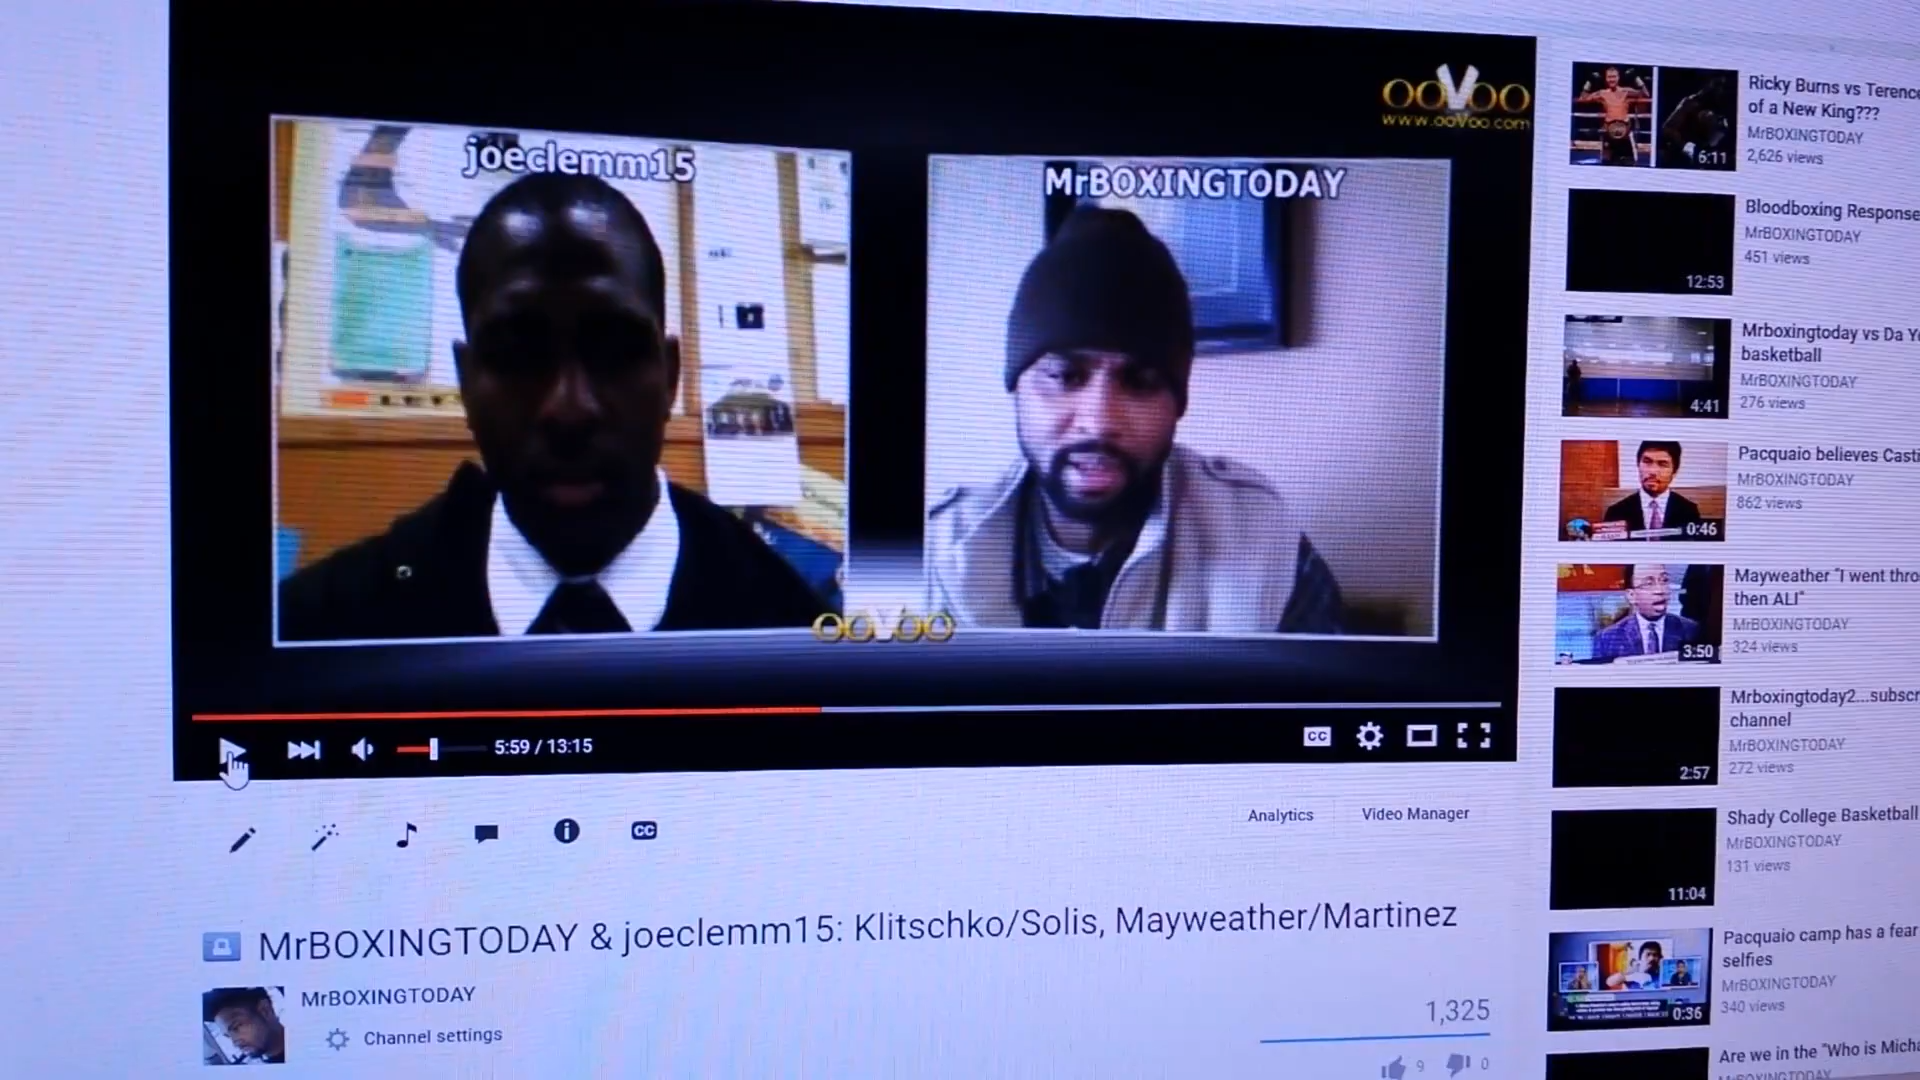 ooVoo
www.ooVoo.com
joeclemm15
MrBOXINGTODAY
ooVoo
5:59 / 13:15
CC
CC
Analytics
Video Manager
MrBOXINGTODAY & joeclemm15: Klitschko/Solis, Mayweather/Martinez
MrBOXINGTODAY
Channel settings
1,325
9
0
6:11
Ricky Burns vs Terence
of a New King???
MrBOXINGTODAY
2,626 views
12:53
Bloodboxing Response
MrBOXINGTODAY
451 views
4:41
Mrboxingtoday vs Da Y
basketball
MrBOXINGTODAY
276 views
0:46
Pacquaio believes Casti
MrBOXINGTODAY
862 views
3:50
Mayweather "I went thro
then ALI"
MrBOXINGTODAY
324 views
2:57
Mrboxingtoday2...subscr
channel
MrBOXINGTODAY
272 views
11:04
Shady College Basketball
MrBOXINGTODAY
131 views
0:36
Pacquaio camp has a fear
selfies
MrBOXINGTODAY
340 views
Are we in the "Who is Micha
MrBOXINGTODAY